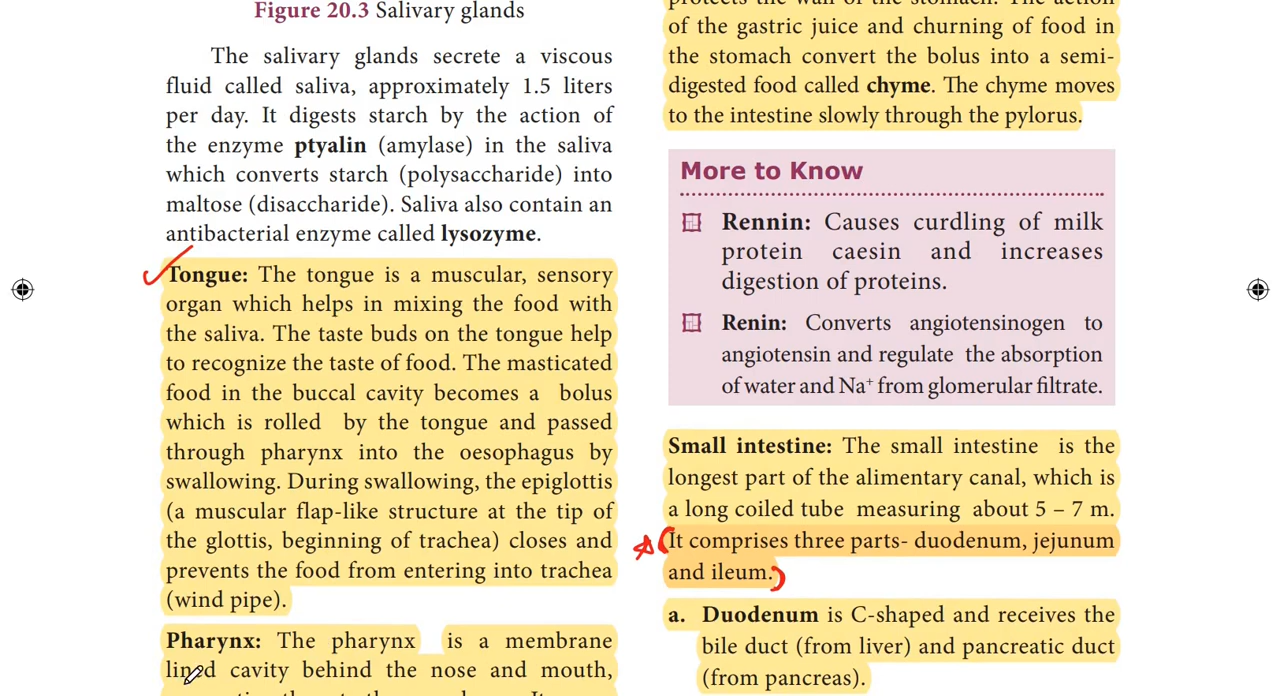 Figure 20.3 Salivary glands
The salivary glands secrete a viscous
fluid called saliva, approximately 1.5 liters
per day. It digests starch by the action of
the enzyme ptyalin (amylase) in the saliva
which converts starch (polysaccharide) into
maltose (disaccharide). Saliva also contain an
antibacterial enzyme called lysozyme.
Tongue: The tongue is a muscular, sensory
organ which helps in mixing the food with
the saliva. The taste buds on the tongue help
to recognize the taste of food. The masticated
food in the buccal cavity becomes a bolus
which is rolled by the tongue and passed
through pharynx into the oesophagus by
swallowing. During swallowing, the epiglottis
(a muscular flap-like structure at the tip of
the glottis, beginning of trachea) closes and
prevents the food from entering into trachea
(wind pipe).
Pharynx: The pharynx is a membrane
lined cavity behind the nose and mouth,
protects the wall of the stomach. The action
of the gastric juice and churning of food in
the stomach convert the bolus into a semi-
digested food called chyme. The chyme moves
to the intestine slowly through the pylorus.
More to Know
Rennin: Causes curdling of milk
protein caesin and increases
digestion of proteins.
Renin: Converts angiotensinogen to
angiotensin and regulate the absorption
of water and Na⁺ from glomerular filtrate.
Small intestine: The small intestine is the
longest part of the alimentary canal, which is
a long coiled tube measuring about 5 – 7 m.
It comprises three parts- duodenum, jejunum
and ileum.
a. Duodenum is C-shaped and receives the
bile duct (from liver) and pancreatic duct
(from pancreas).